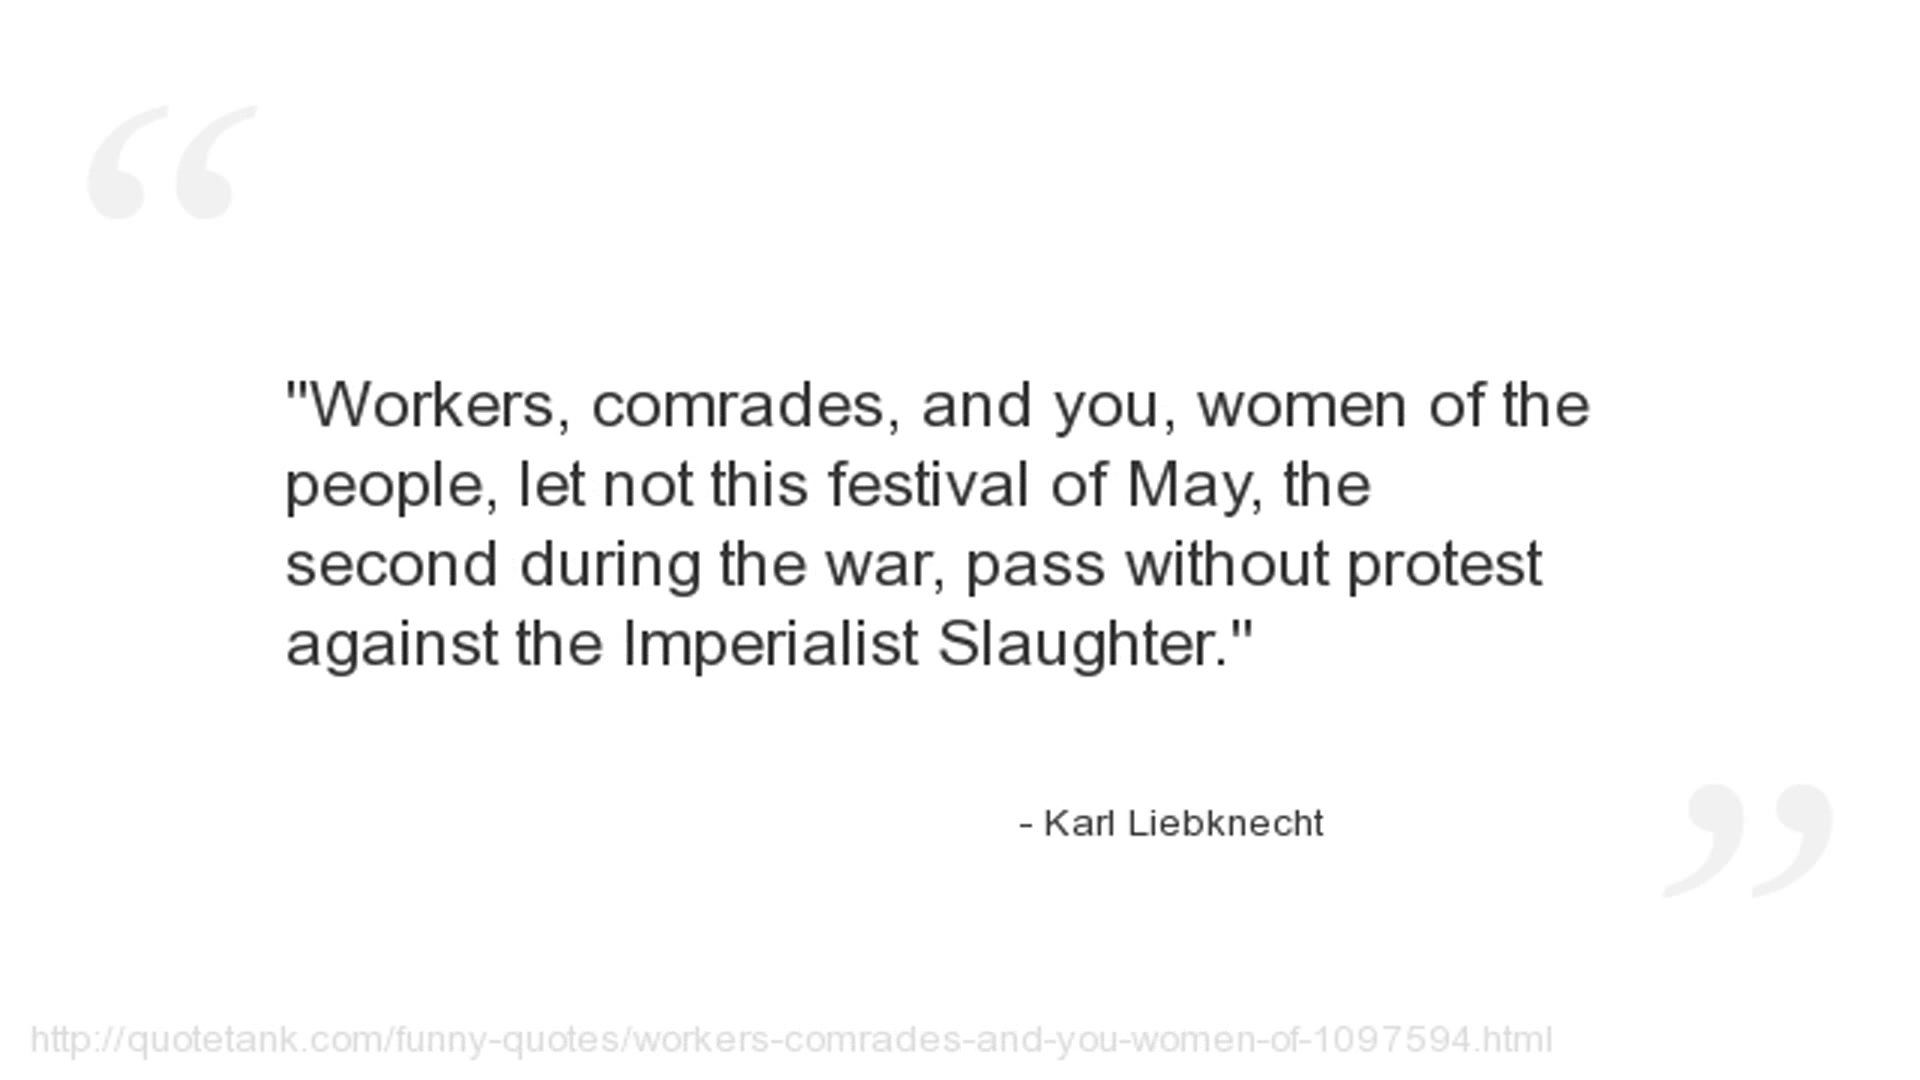 "Workers, comrades, and you, women of the
people, let not this festival of May, the
second during the war, pass without protest
against the Imperialist Slaughter."
- Karl Liebknecht
http://quotetank.com/funny-quotes/workers-comrades-and-you-women-of-1097594.html